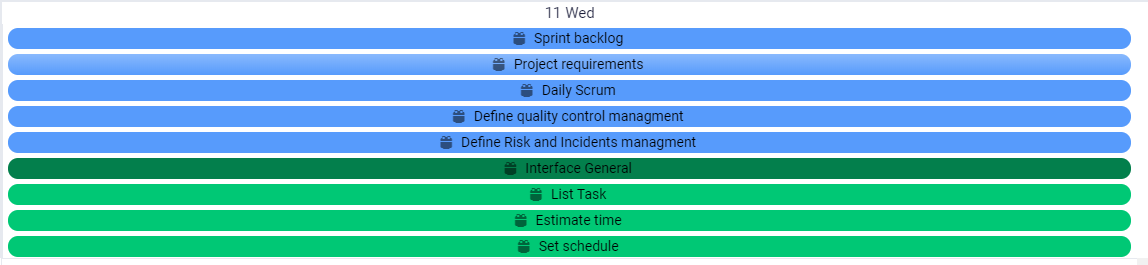 11 Wed
Sprint backlog
Project requirements
Daily Scrum
Define quality control managment
Define Risk and Incidents managment
Interface General
List Task
Estimate time
Set schedule